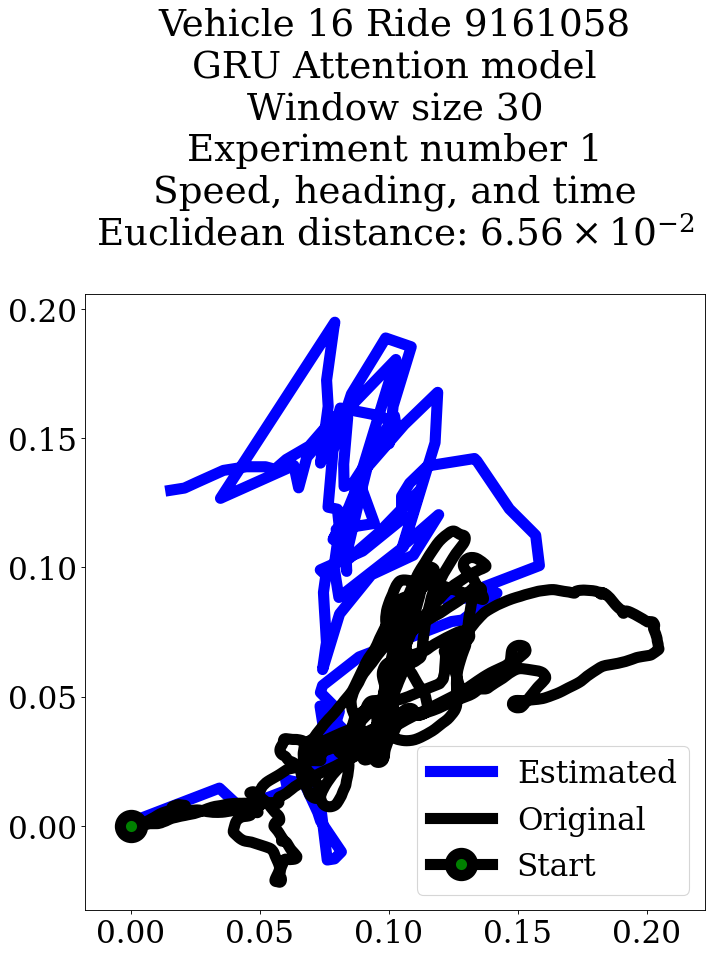 Vehicle 16 Ride 9161058
GRU Attention model
Window size 30
Experiment number 1
Speed, heading, and time
Euclidean distance: 6.56 × 10⁻²
0.20
0.15
0.10
0.05
0.00
Estimated
Original
Start
0.00 0.05 0.10 0.15 0.20